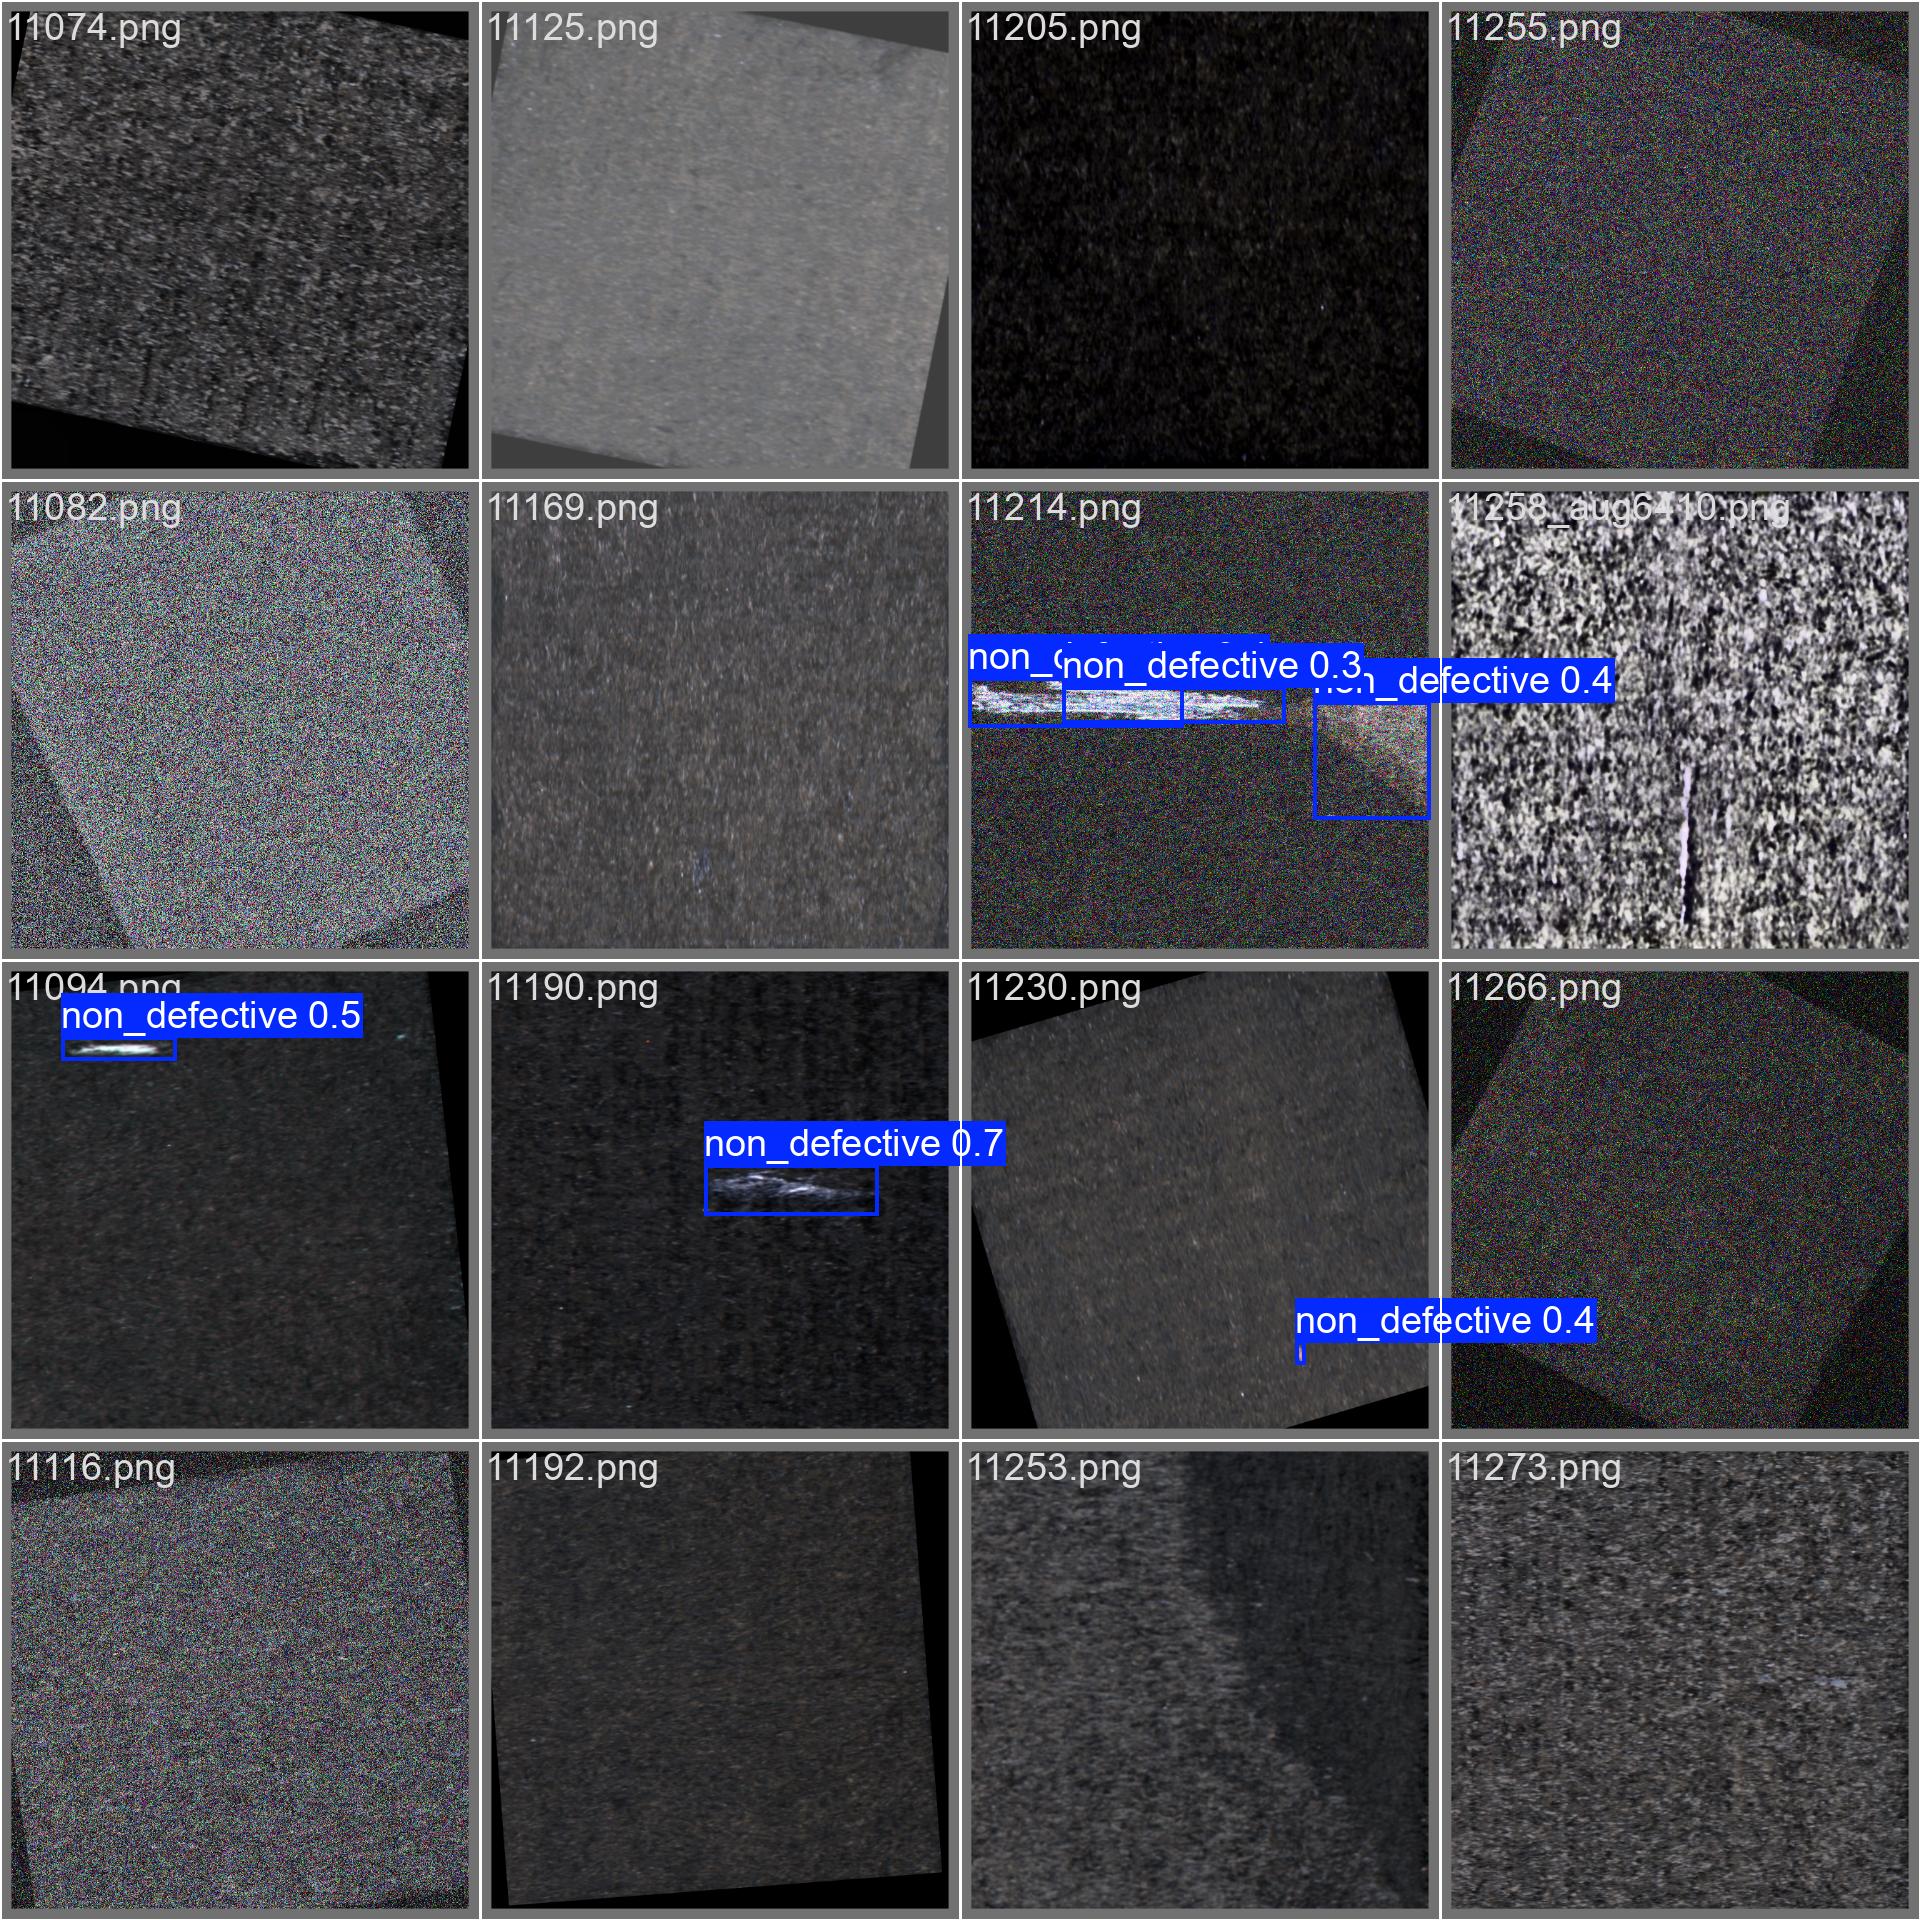 11074.png
11125.png
11205.png
11255.png
11082.png
11169.png
11214.png
11258_aug6410.png
non_defective 0.3
non_defective 0.4
11094.png
non_defective 0.5
11190.png
non_defective 0.7
11230.png
non_defective 0.4
11266.png
11116.png
11192.png
11253.png
11273.png